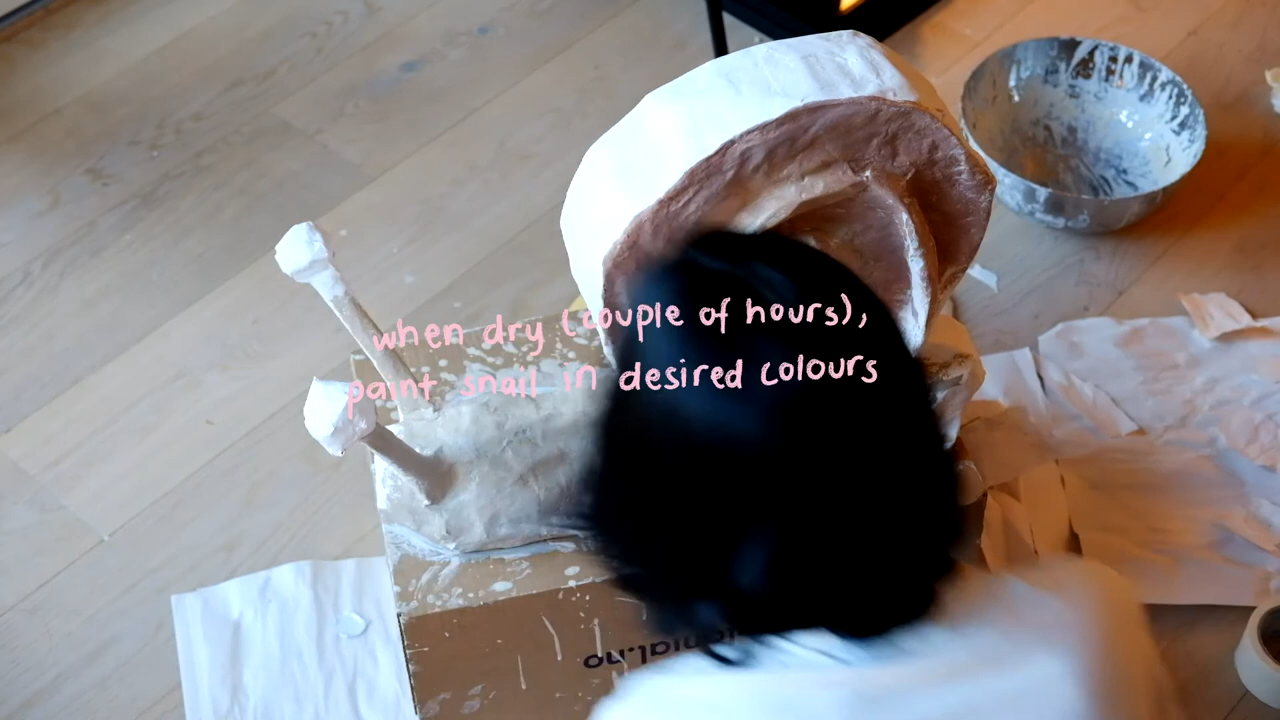 when dry (couple of hours),
paint snail in desired colours